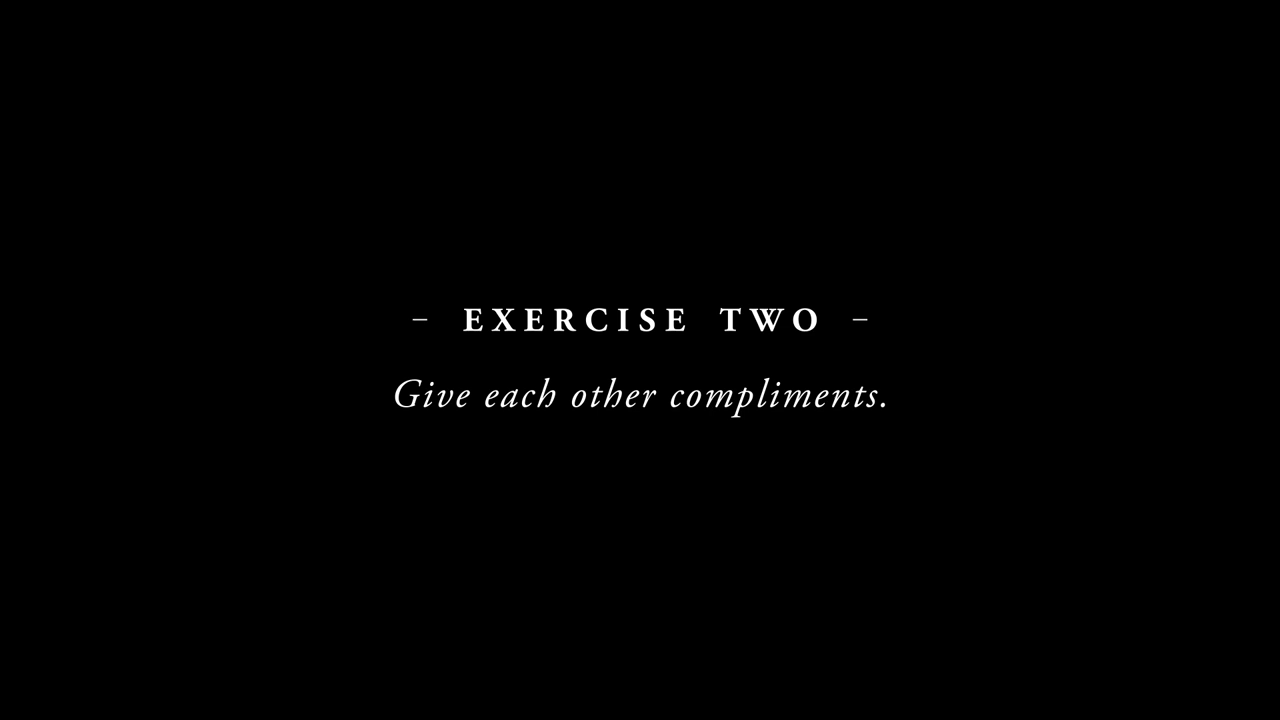 – EXERCISE TWO –
Give each other compliments.